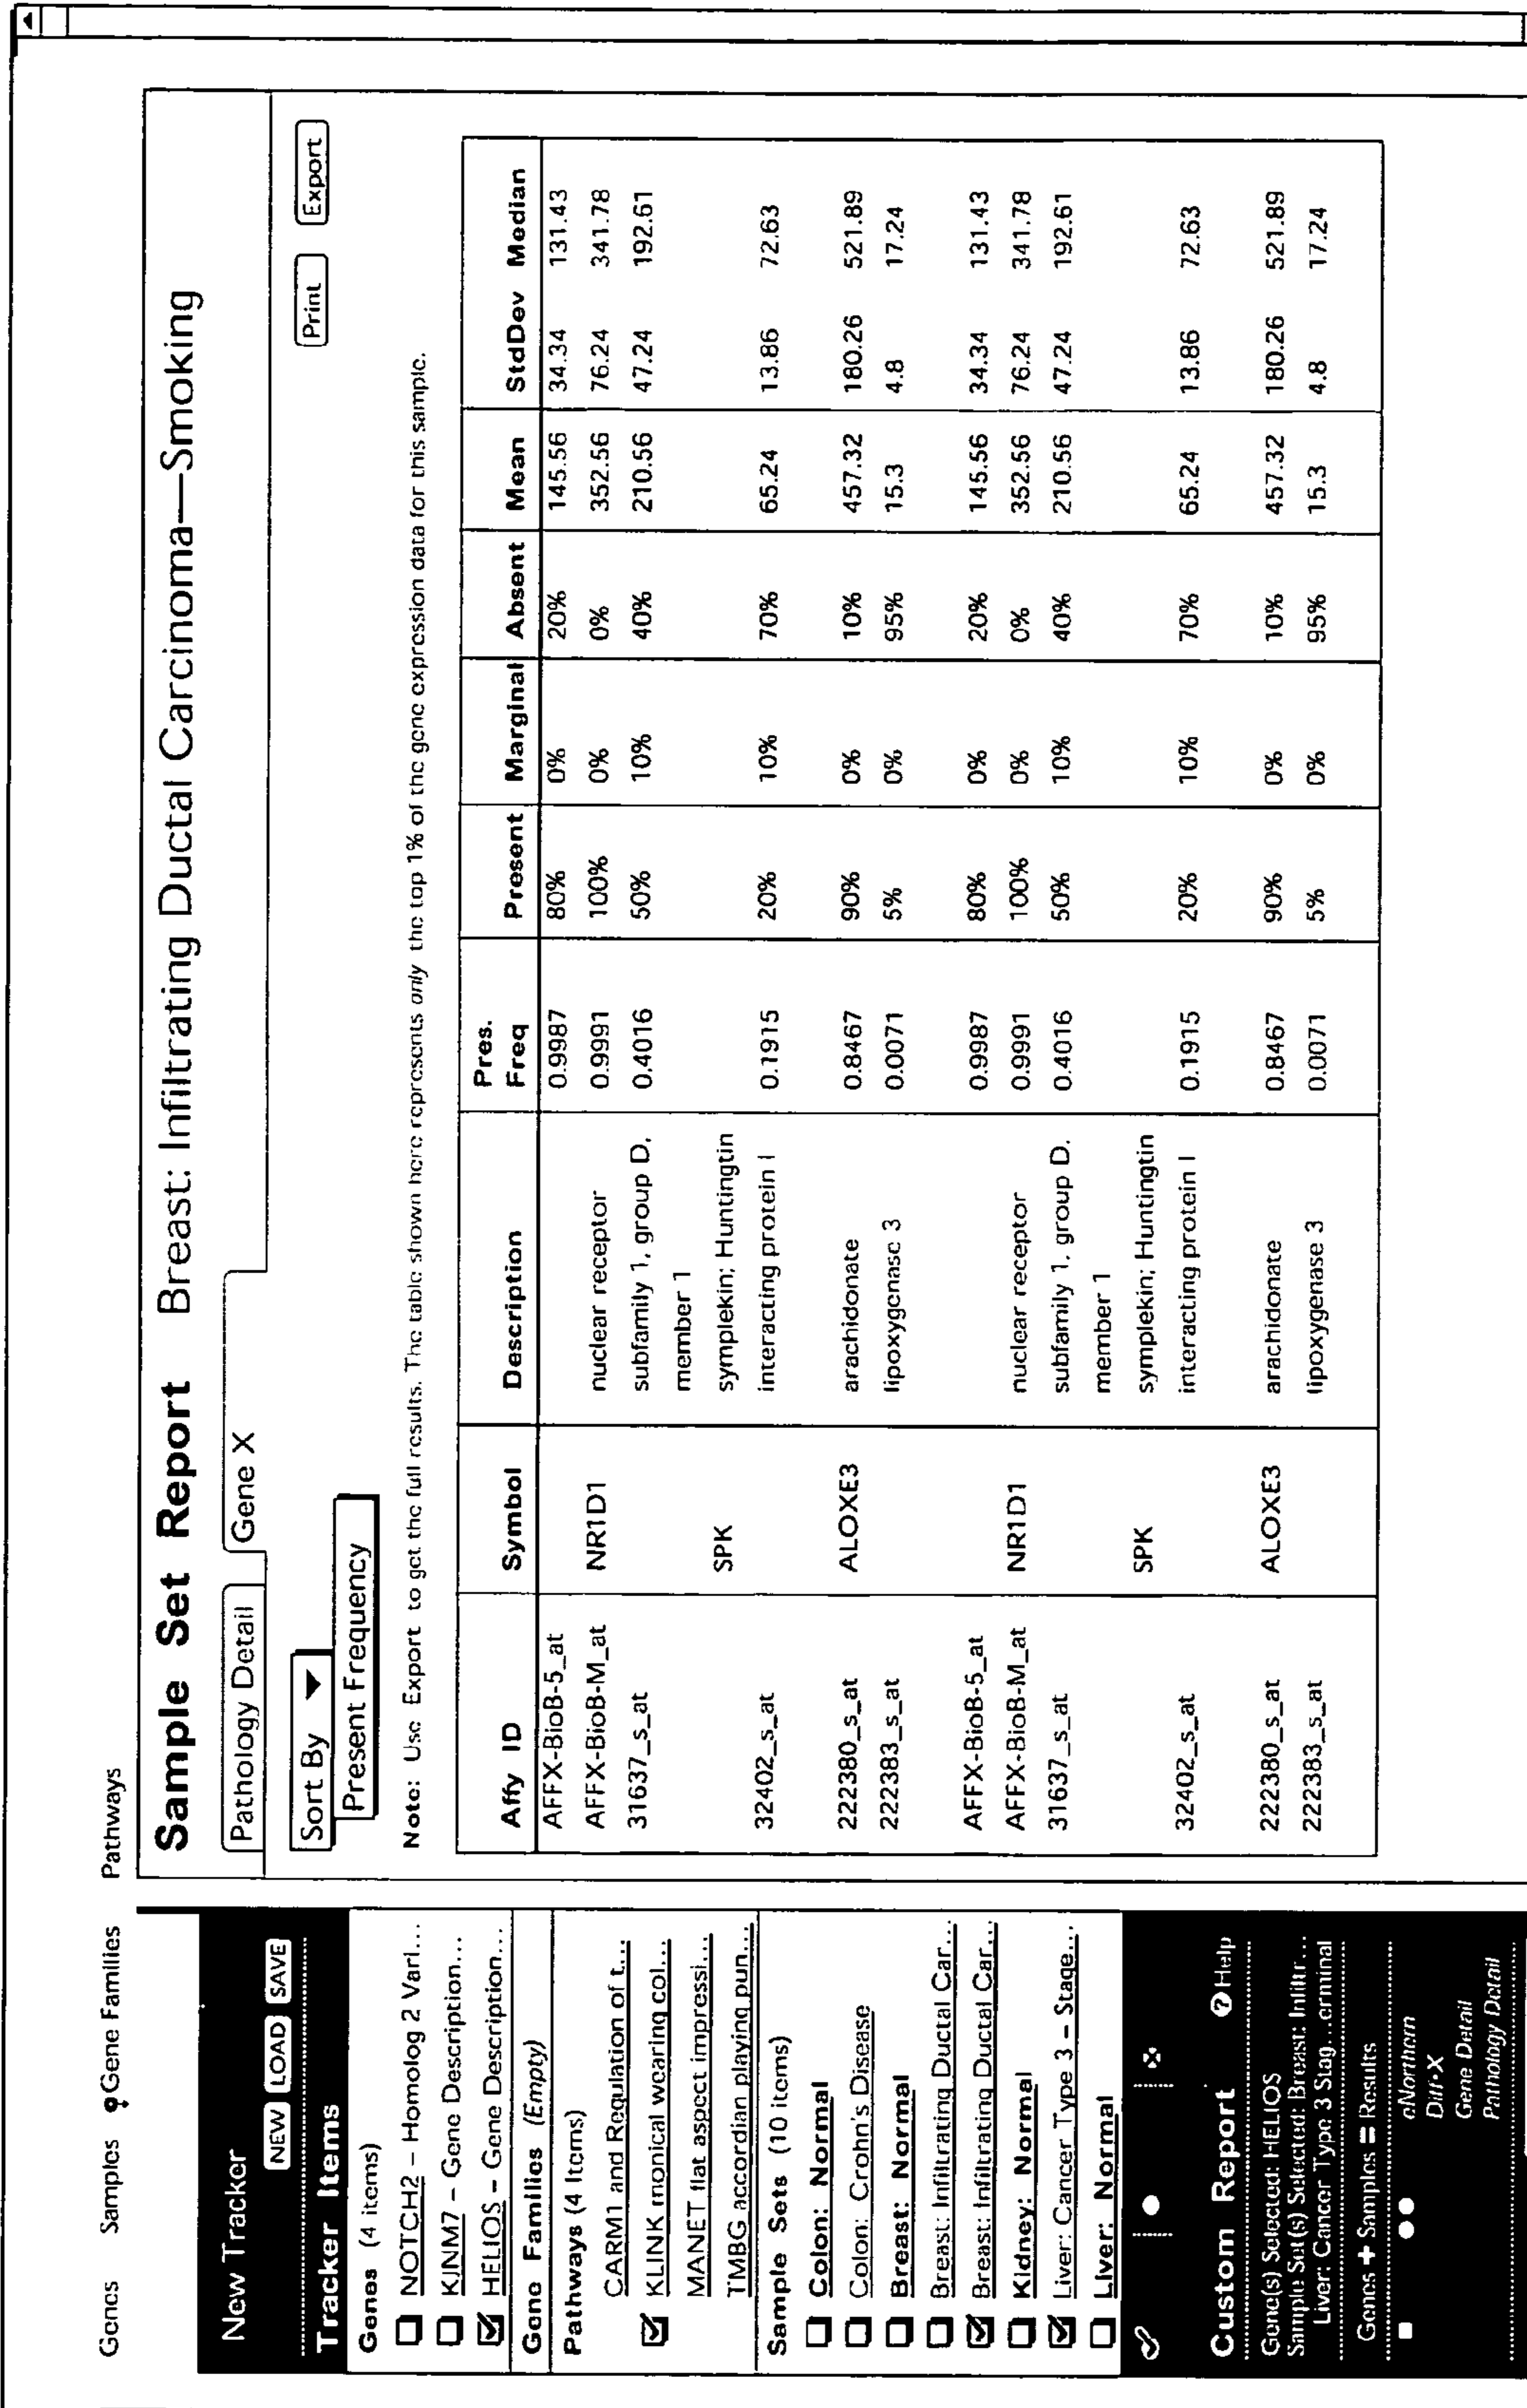 Genes Samples Gene Families Pathways
New Tracker
NEW LOAD SAVE
Tracker Items
Genes (4 items)
NOTCH2 – Homolog 2 Vari...
KJNM7 – Gene Description...
HELIOS – Gene Description...
Gene Families (Empty)
Pathways (4 Items)
CARM1 and Regulation of t...
KLINK monical wearing col...
MANET flat aspect impressi...
TMBG accordian playing pun...
Sample Sets (10 items)
Colon: Normal
Colon: Crohn's Disease
Breast: Normal
Breast: Infiltrating Ductal Car...
Breast: Infiltrating Ductal Car...
Kidney: Normal
Liver: Cancer Type 3 – Stage...
Liver: Normal
Custom Report ? Help
Gene(s) Selected: HELIOS
Sample Set(s) Selected: Breast: Infiltr...
Liver: Cancer Type 3 Stag...erminal
Genes + Samples = Results
eNorthern
Diff-X
Gene Detail
Pathology Detail
Sample Set Report Breast: Infiltrating Ductal Carcinoma—Smoking
Pathology Detail Gene X
Sort By Print Export
Present Frequency
Note: Use Export to get the full results. The table shown here represents only the top 1% of the gene expression data for this sample.
Affy ID Symbol Description Pres. Freq Present Marginal Absent Mean StdDev Median
AFFX-BioB-5_at 0.9987 80% 0% 20% 145.56 34.34 131.43
AFFX-BioB-M_at NR1D1 nuclear receptor 0.9991 100% 0% 0% 352.56 76.24 341.78
31637_s_at subfamily 1, group D, 0.4016 50% 10% 40% 210.56 47.24 192.61
member 1
SPK symplekin; Huntingtin
32402_s_at interacting protein I 0.1915 20% 10% 70% 65.24 13.86 72.63
222380_s_at ALOXE3 arachidonate 0.8467 90% 0% 10% 457.32 180.26 521.89
222383_s_at lipoxygenase 3 0.0071 5% 0% 95% 15.3 4.8 17.24
AFFX-BioB-5_at 0.9987 80% 0% 20% 145.56 34.34 131.43
AFFX-BioB-M_at NR1D1 nuclear receptor 0.9991 100% 0% 0% 352.56 76.24 341.78
31637_s_at subfamily 1, group D. 0.4016 50% 10% 40% 210.56 47.24 192.61
member 1
SPK symplekin; Huntingtin
32402_s_at interacting protein I 0.1915 20% 10% 70% 65.24 13.86 72.63
222380_s_at ALOXE3 arachidonate 0.8467 90% 0% 10% 457.32 180.26 521.89
222383_s_at lipoxygenase 3 0.0071 5% 0% 95% 15.3 4.8 17.24